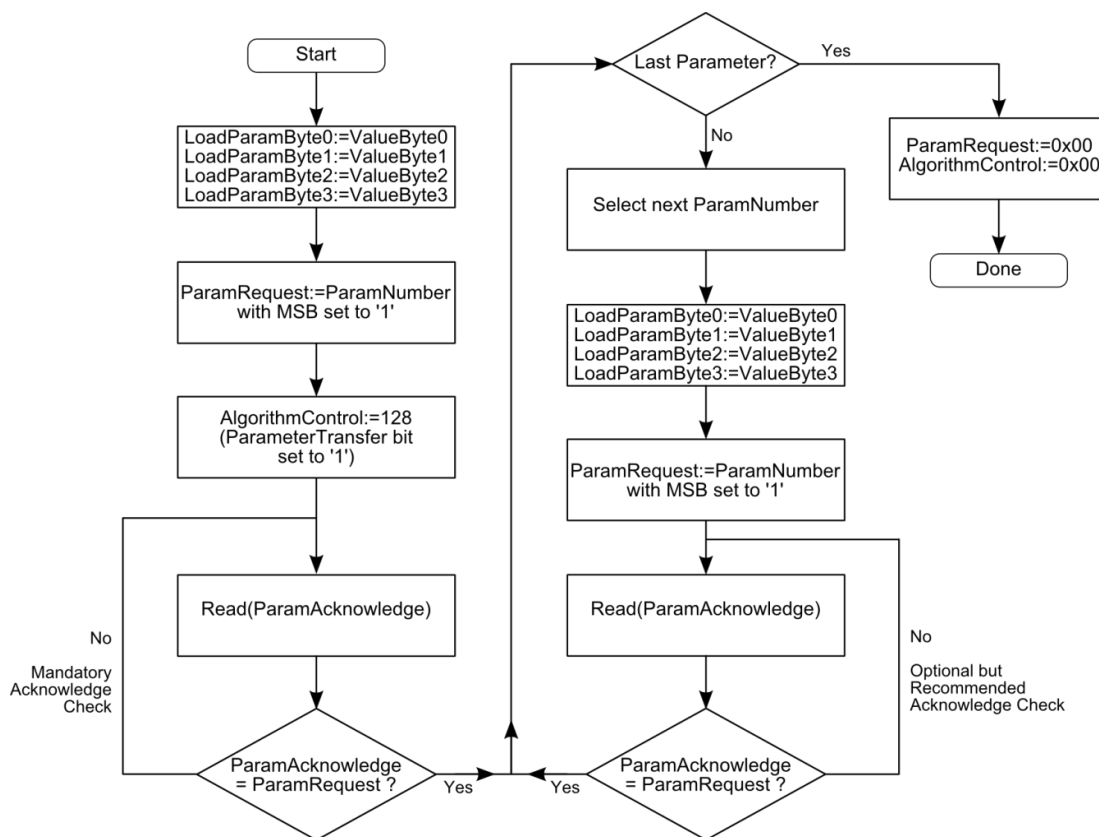 Start
LoadParamByte0:=ValueByte0
LoadParamByte1:=ValueByte1
LoadParamByte2:=ValueByte2
LoadParamByte3:=ValueByte3
ParamRequest:=ParamNumber
with MSB set to '1'
AlgorithmControl:=128
(ParameterTransfer bit
set to '1')
Read(ParamAcknowledge)
No
Mandatory
Acknowledge
Check
ParamAcknowledge
= ParamRequest ?
Yes
Last Parameter?
Yes
No
ParamRequest:=0x00
AlgorithmControl:=0x00
Done
Select next ParamNumber
LoadParamByte0:=ValueByte0
LoadParamByte1:=ValueByte1
LoadParamByte2:=ValueByte2
LoadParamByte3:=ValueByte3
ParamRequest:=ParamNumber
with MSB set to '1'
Read(ParamAcknowledge)
No
Optional but
Recommended
Acknowledge Check
ParamAcknowledge
= ParamRequest ?
Yes